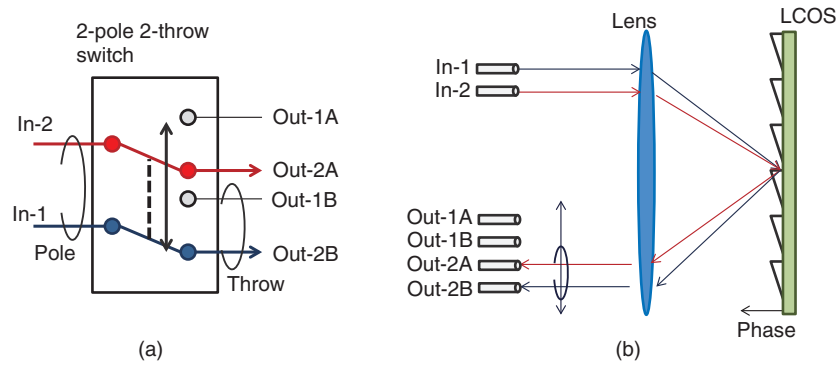 2-pole 2-throw
switch
In-2
In-1
Pole
Out-1A
Out-2A
Out-1B
Out-2B
Throw
(a)
Lens
LCOS
In-1
In-2
Out-1A
Out-1B
Out-2A
Out-2B
Phase
(b)